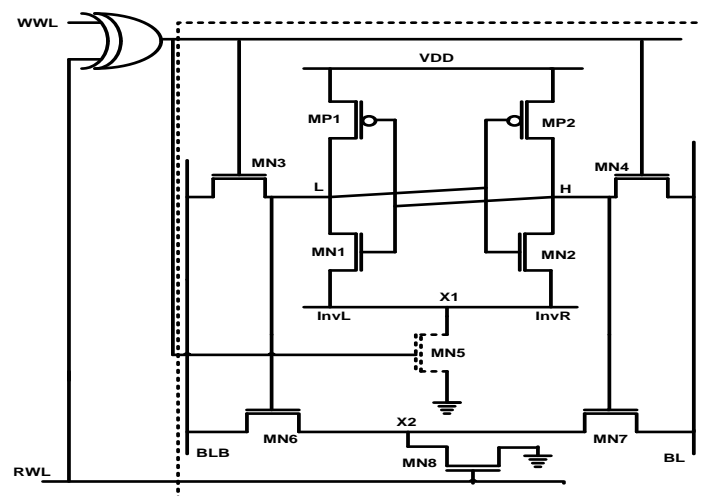 WWL
VDD
MP1
MP2
MN3
MN4
L
H
MN1
MN2
X1
InvL
InvR
MN5
X2
MN6
MN7
BLB
BL
MN8
RWL